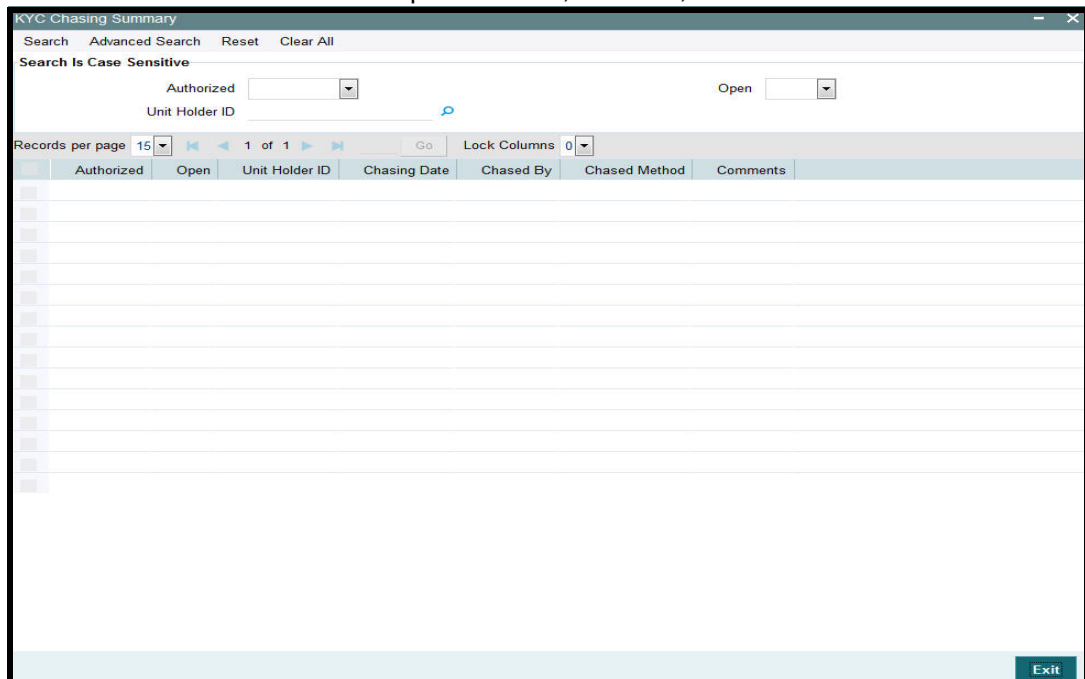 KYC Chasing Summary
Search Advanced Search Reset Clear All
Search Is Case Sensitive
Authorized Open
Unit Holder ID
Records per page 15 1 of 1 Go Lock Columns 0
Authorized Open Unit Holder ID Chasing Date Chased By Chased Method Comments
Exit